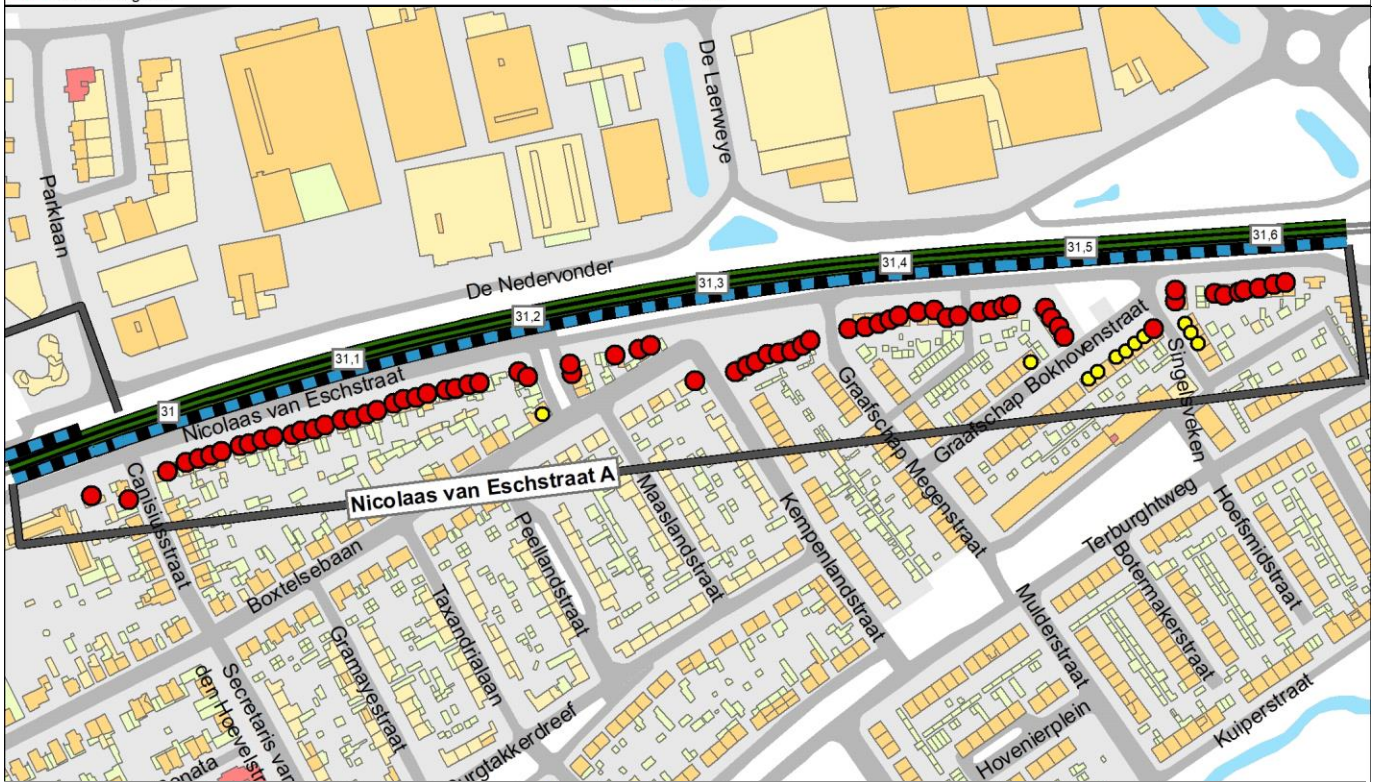 De Laerweye
Parklaan
De Nedervonder
31,6
31,5
31,4
31,3
31,2
31,1
31
Nicolaas van Eschstraat
Graafschap Bokhovenstraat
Singelsveken
Graafschap Megenstraat
Nicolaas van Eschstraat A
Canisiusstraat
Maaslandstraat
Kempenlandstraat
Peellandstraat
Boxtelsebaan
Taxandrialaan
Gramayestraat
Terburghtweg
Hoefsmidstraat
Botermakerstraat
Mulderstraat
Kuiperstraat
Hovenierplein
Secretaris van
den Hoevelstr